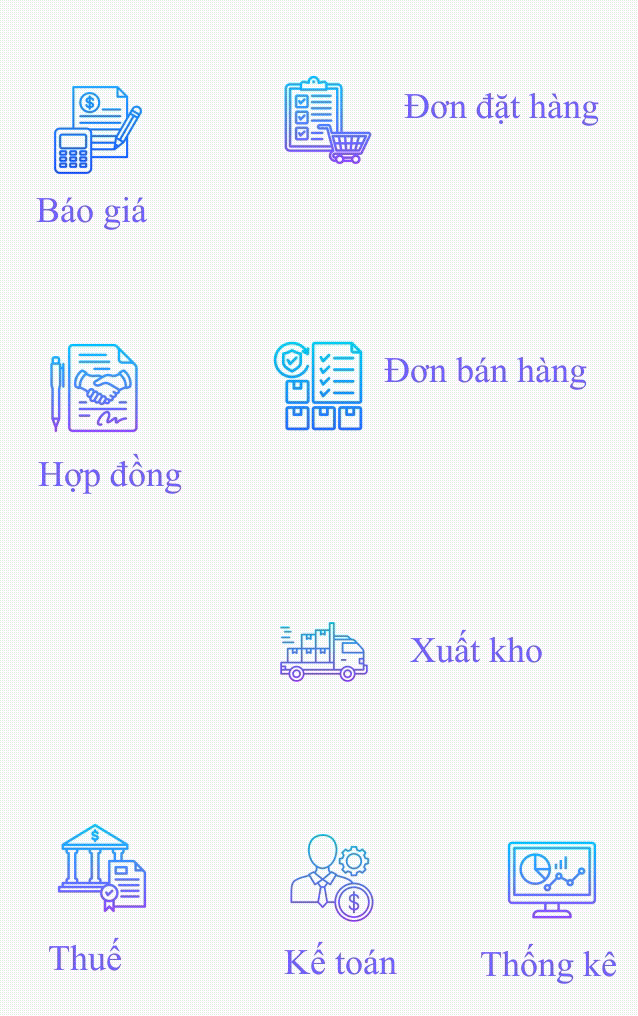 Đơn đặt hàng
Báo giá
Đơn bán hàng
Hợp đồng
Xuất kho
Thuế
Kế toán
Thống kê